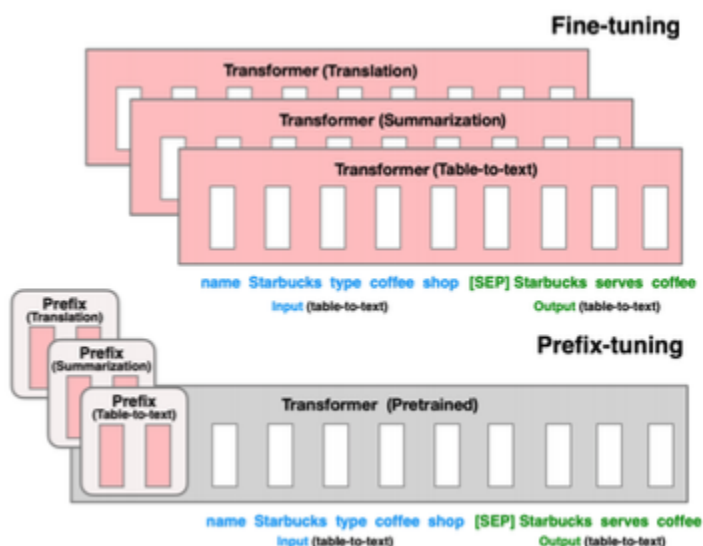 Fine-tuning
Transformer (Translation)
Transformer (Summarization)
Transformer (Table-to-text)
name Starbucks type coffee shop [SEP] Starbucks serves coffee
Input (table-to-text) Output (table-to-text)
Prefix
(Translation)
Prefix-tuning
Prefix
(Summarization)
Prefix
(Table-to-text)
Transformer (Pretrained)
name Starbucks type coffee shop [SEP] Starbucks serves coffee
Input (table-to-text) Output (table-to-text)